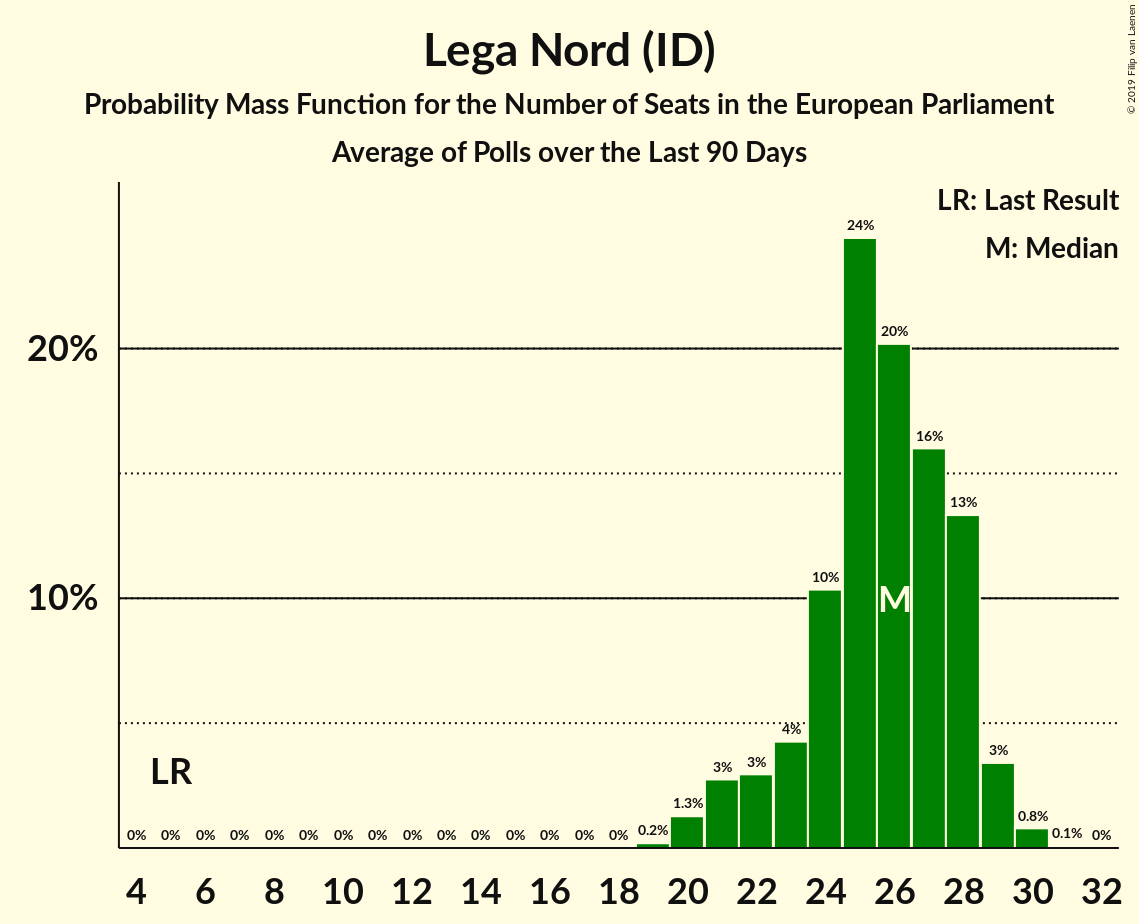 Lega Nord (ID)
Probability Mass Function for the Number of Seats in the European Parliament
Average of Polls over the Last 90 Days
© 2019 Filip van Laenen
LR: Last Result
M: Median
24%
20%
20%
16%
13%
10%
10%
M
4%
LR
3%
3%
3%
1.3%
0.8%
0% 0% 0% 0% 0% 0% 0% 0% 0% 0% 0% 0% 0% 0% 0% 0.2% 0.1% 0%
4 6 8 10 12 14 16 18 20 22 24 26 28 30 32